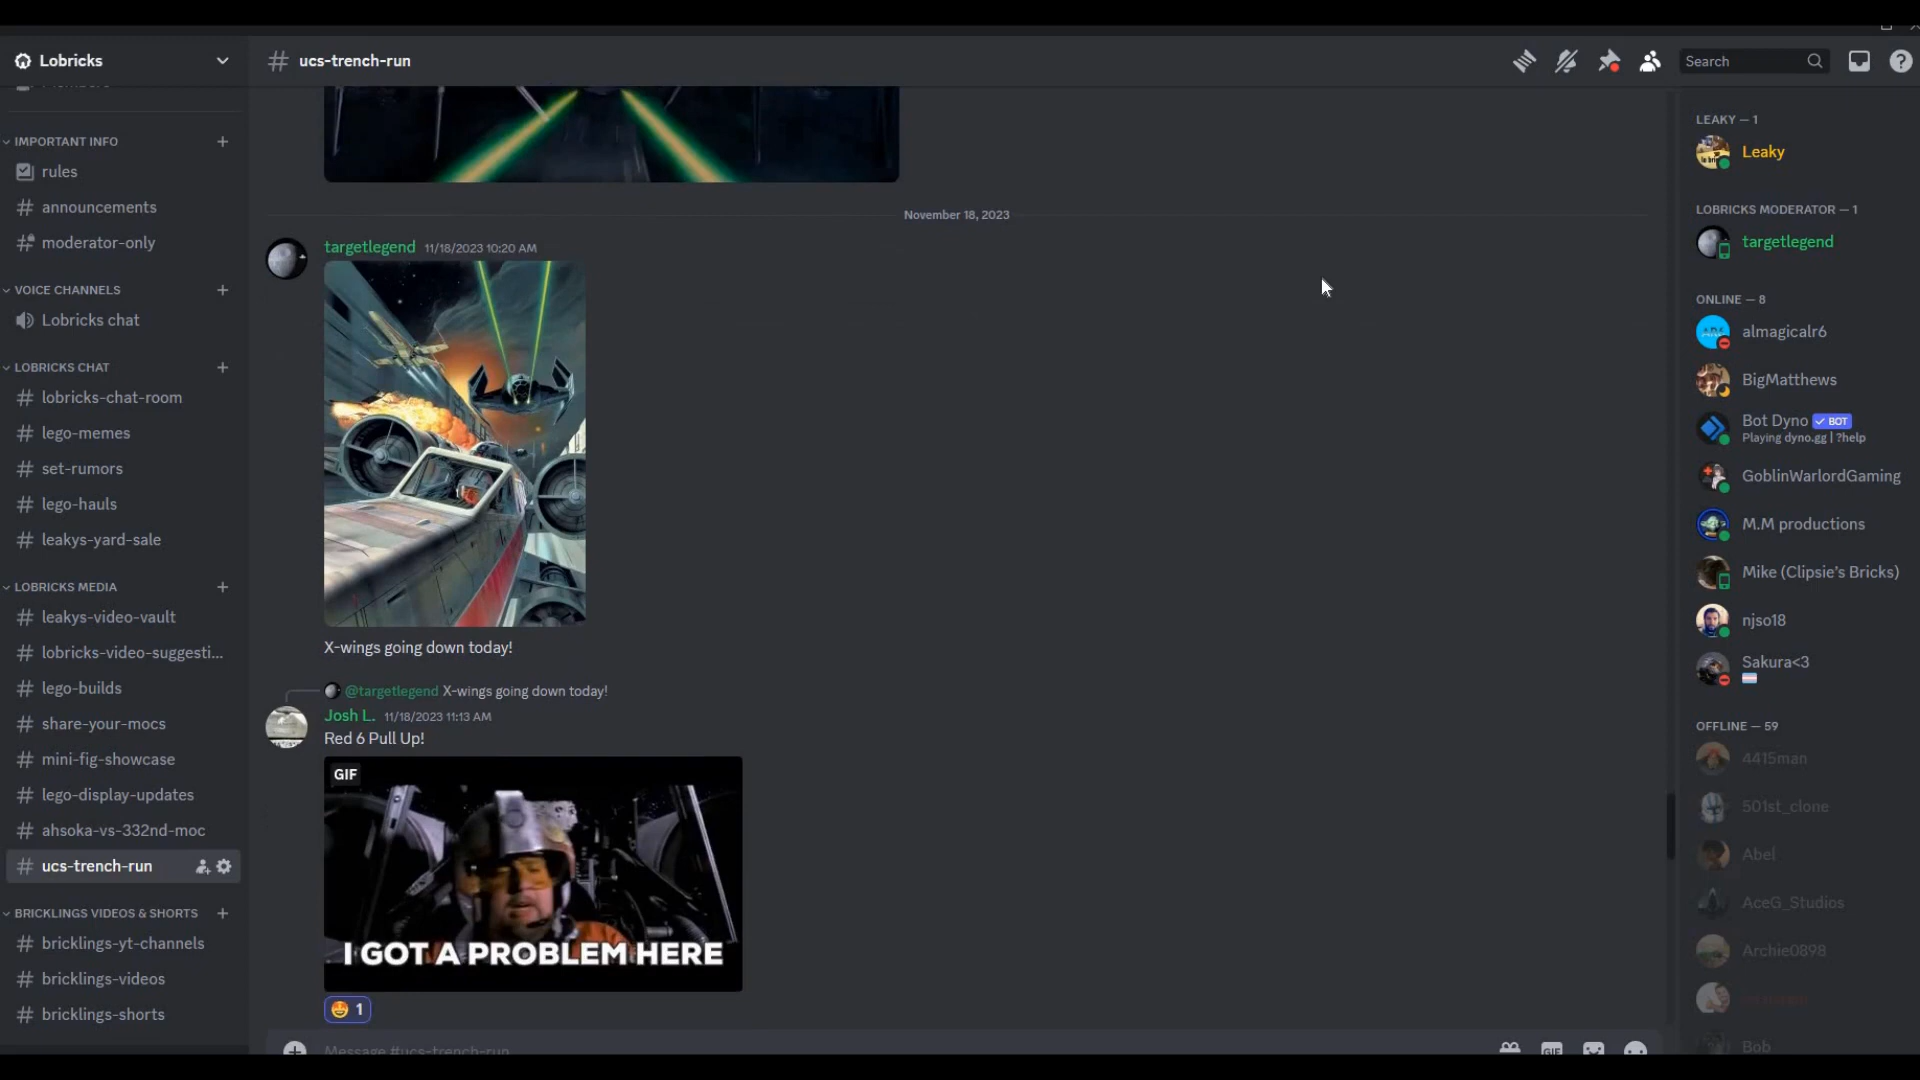 Lobricks
IMPORTANT INFO
rules
announcements
moderator-only
VOICE CHANNELS
Lobricks chat
LOBRICKS CHAT
lobricks-chat-room
lego-memes
set-rumors
lego-hauls
leakys-yard-sale
LOBRICKS MEDIA
leakys-video-vault
lobricks-video-suggesti...
lego-builds
share-your-mocs
mini-fig-showcase
lego-display-updates
ahsoka-vs-332nd-moc
ucs-trench-run
BRICKLINGS VIDEOS & SHORTS
bricklings-yt-channels
bricklings-videos
bricklings-shorts
ucs-trench-run
Search
November 18, 2023
targetlegend 11/18/2023 10:20 AM
X-wings going down today!
@targetlegend X-wings going down today!
Josh L. 11/18/2023 11:13 AM
Red 6 Pull Up!
GIF
I GOT A PROBLEM HERE
1
Message #ucs-trench-run
GIF
LEAKY — 1
Leaky
LOBRICKS MODERATOR — 1
targetlegend
ONLINE — 8
almagicalr6
BigMatthews
Bot Dyno BOT
Playing dyno.gg | ?help
GoblinWarlordGaming
M.M productions
Mike (Clipsie's Bricks)
njso18
Sakura<3
OFFLINE — 59
4415man
501st_clone
Abel
AceG_Studios
Archie0898
Bob